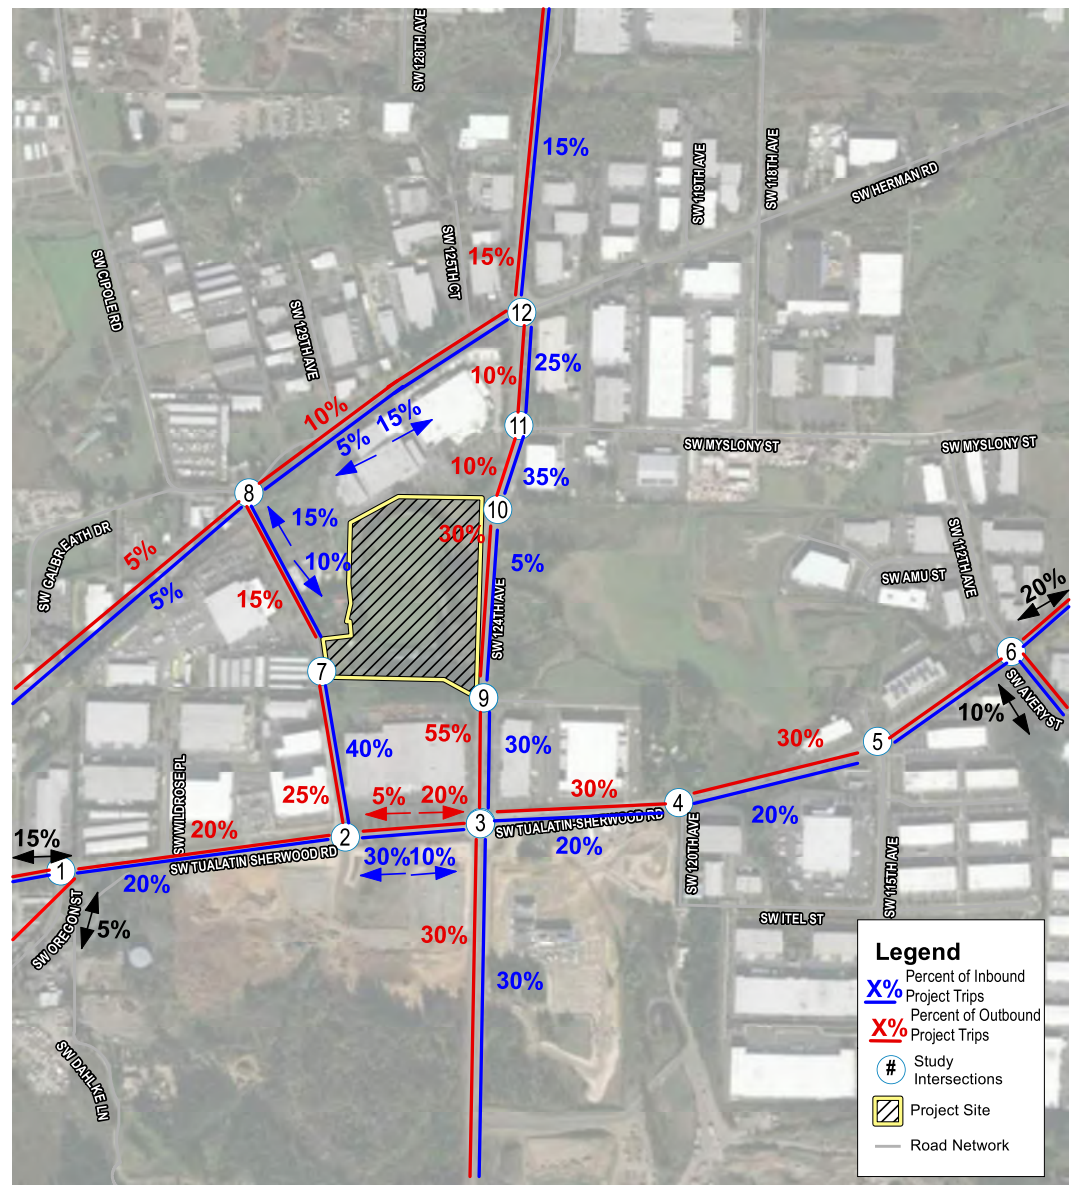 SW 128TH AVE
15%
SW 119TH AVE
SW 118TH AVE
SW HERMAN RD
SW CIPOLE RD
SW 125TH CT
15%
SW 129TH AVE
12
25%
10%
10%
15%
5%
11
SW MYSLONY ST
SW MYSLONY ST
10%
35%
8
10
15%
30%
SW GALBREATH DR
5%
5%
10%
5%
SW 112TH AVE
SW AMU ST
15%
SW 124TH AVE
20%
6
7
9
SW AVERY ST
10%
40%
55%
30%
30%
5
SW WILDROSE PL
25%
5%
20%
30%
4
20%
20%
2
3
SW TUALATIN-SHERWOOD RD
SW 120TH AVE
15%
1
SW TUALATIN SHERWOOD RD
30%
10%
20%
20%
SW 115TH AVE
SW OREGON ST
5%
SW ITEL ST
30%
30%
SW DAHLKE LN
Legend
X% Percent of Inbound
Project Trips
X% Percent of Outbound
Project Trips
# Study
Intersections
Project Site
Road Network